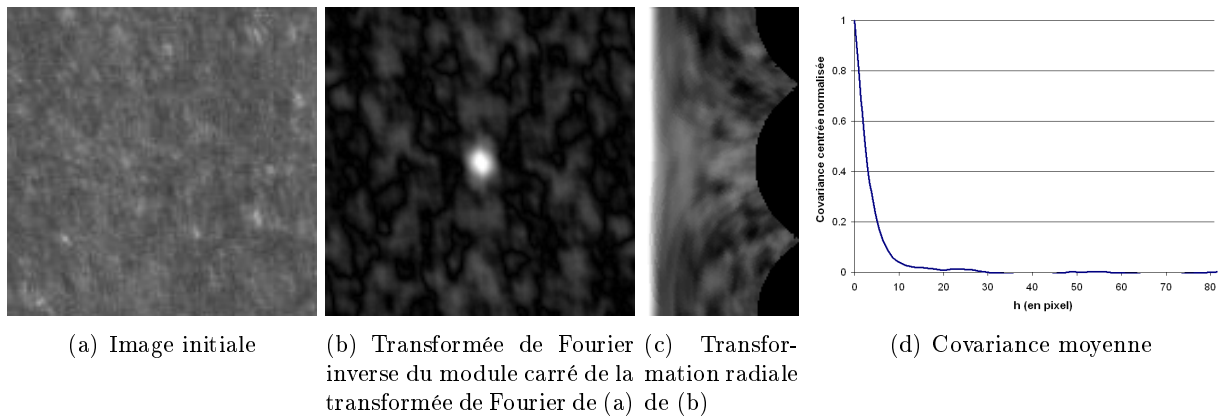 1
0.8
0.6
0.4
0.2
0
Covariance centrée normalisée
0 10 20 30 40 50 60 70 80
h (en pixel)
(a) Image initiale
(b) Transformée de Fourier
inverse du module carré de la
transformée de Fourier de (a)
(c) Transfor-
mation radiale
de (b)
(d) Covariance moyenne